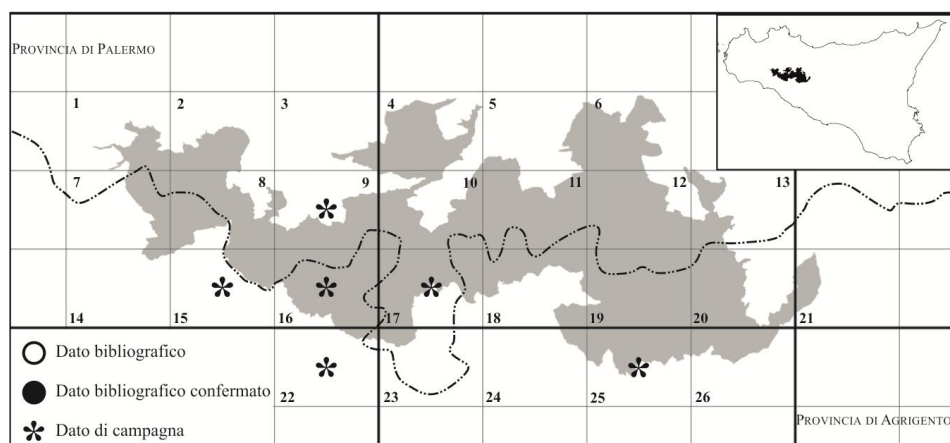 PROVINCIA DI PALERMO
1 2 3 4 5 6
7 8 9 10 11 12 13
14 15 16 17 18 19 20 21
Dato bibliografico
Dato bibliografico confermato
22 23 24 25 26
Dato di campagna
PROVINCIA DI AGRIGENTO